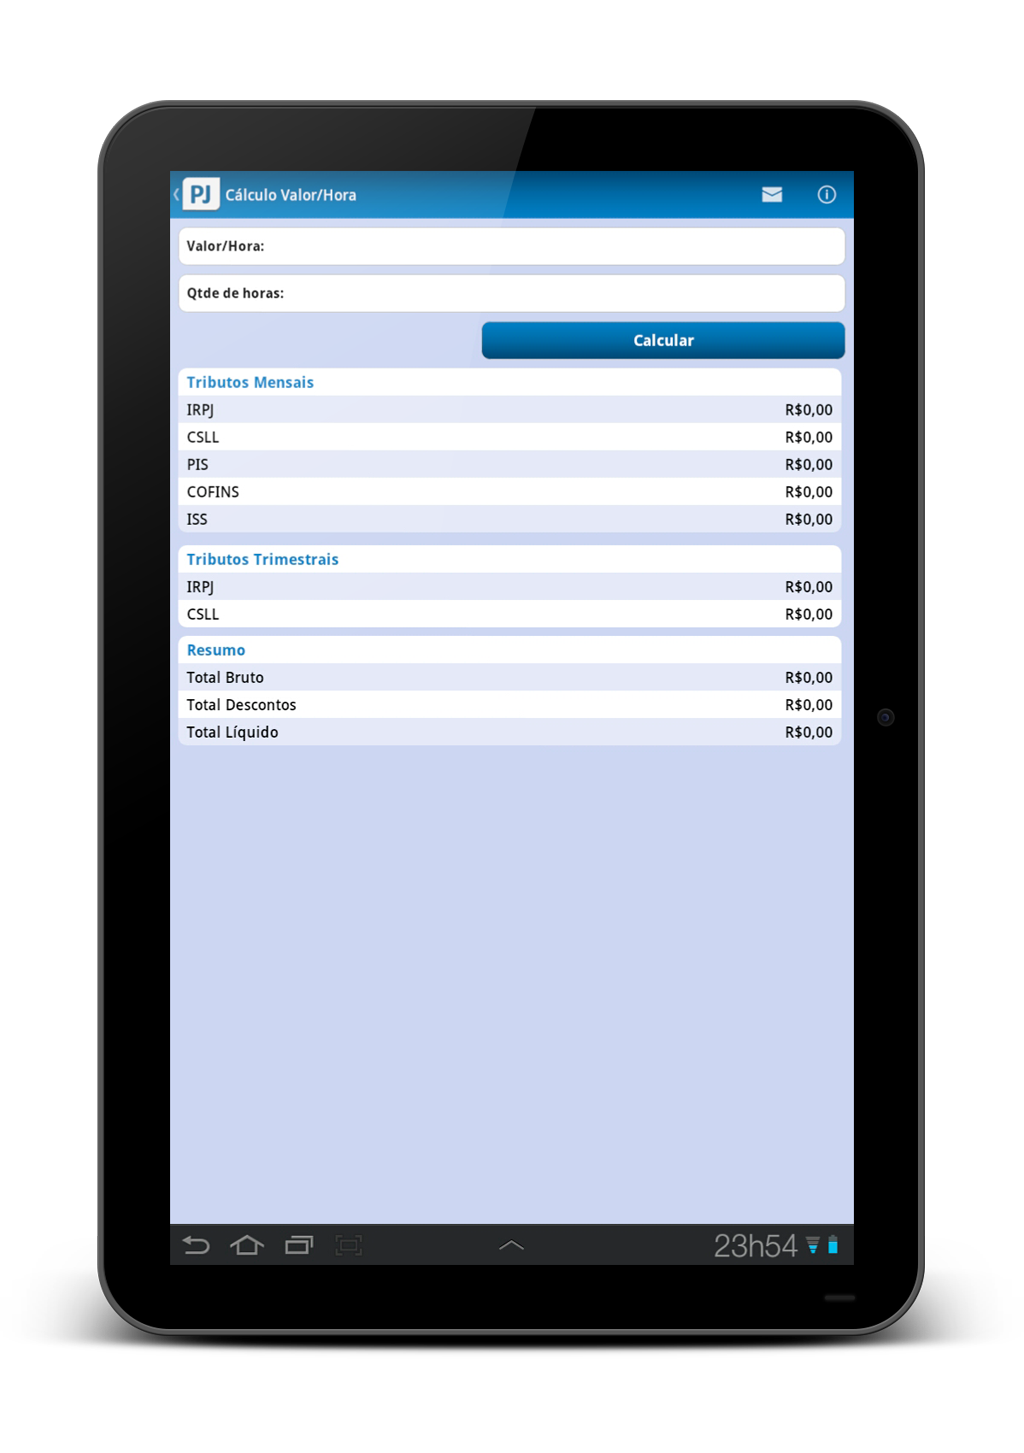 PJ Cálculo Valor/Hora
Valor/Hora:
Qtde de horas:
Calcular
Tributos Mensais
IRPJ R$0,00
CSLL R$0,00
PIS R$0,00
COFINS R$0,00
ISS R$0,00
Tributos Trimestrais
IRPJ R$0,00
CSLL R$0,00
Resumo
Total Bruto R$0,00
Total Descontos R$0,00
Total Líquido R$0,00
23h54